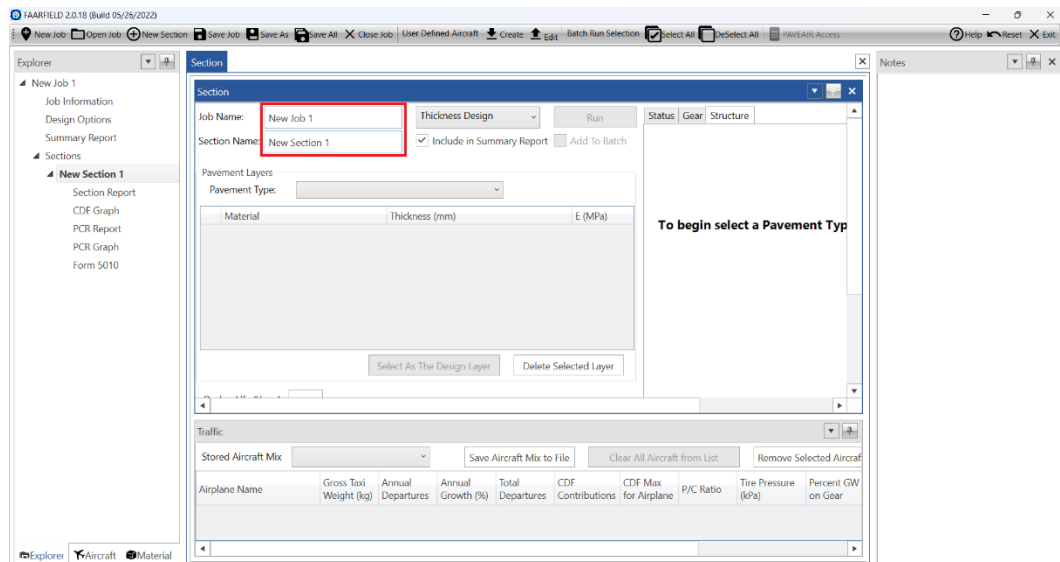 FAARFIELD 2.0.18 (Build 05/26/2022)
New Job Open Job New Section Save Job Save As Save All Close Job User Defined Aircraft Create Edit Batch Run Selection Select All DeSelect All PAVEAIR Access Help Reset Exit
Explorer
New Job 1
Job Information
Design Options
Summary Report
Sections
New Section 1
Section Report
CDF Graph
PCR Report
PCR Graph
Form 5010
Explorer Aircraft Material
Section
Section
Job Name: New Job 1 Thickness Design Run
Section Name: New Section 1 Include in Summary Report Add To Batch
Pavement Layers
Pavement Type:
Material Thickness (mm) E (MPa)
Select As The Design Layer Delete Selected Layer
Status Gear Structure
To begin select a Pavement Typ
Traffic
Stored Aircraft Mix Save Aircraft Mix to File Clear All Aircraft from List Remove Selected Aircraf
Airplane Name Gross Taxi Weight (kg) Annual Departures Annual Growth (%) Total Departures CDF Contributions CDF Max for Airplane P/C Ratio Tire Pressure (kPa) Percent GW on Gear
Notes